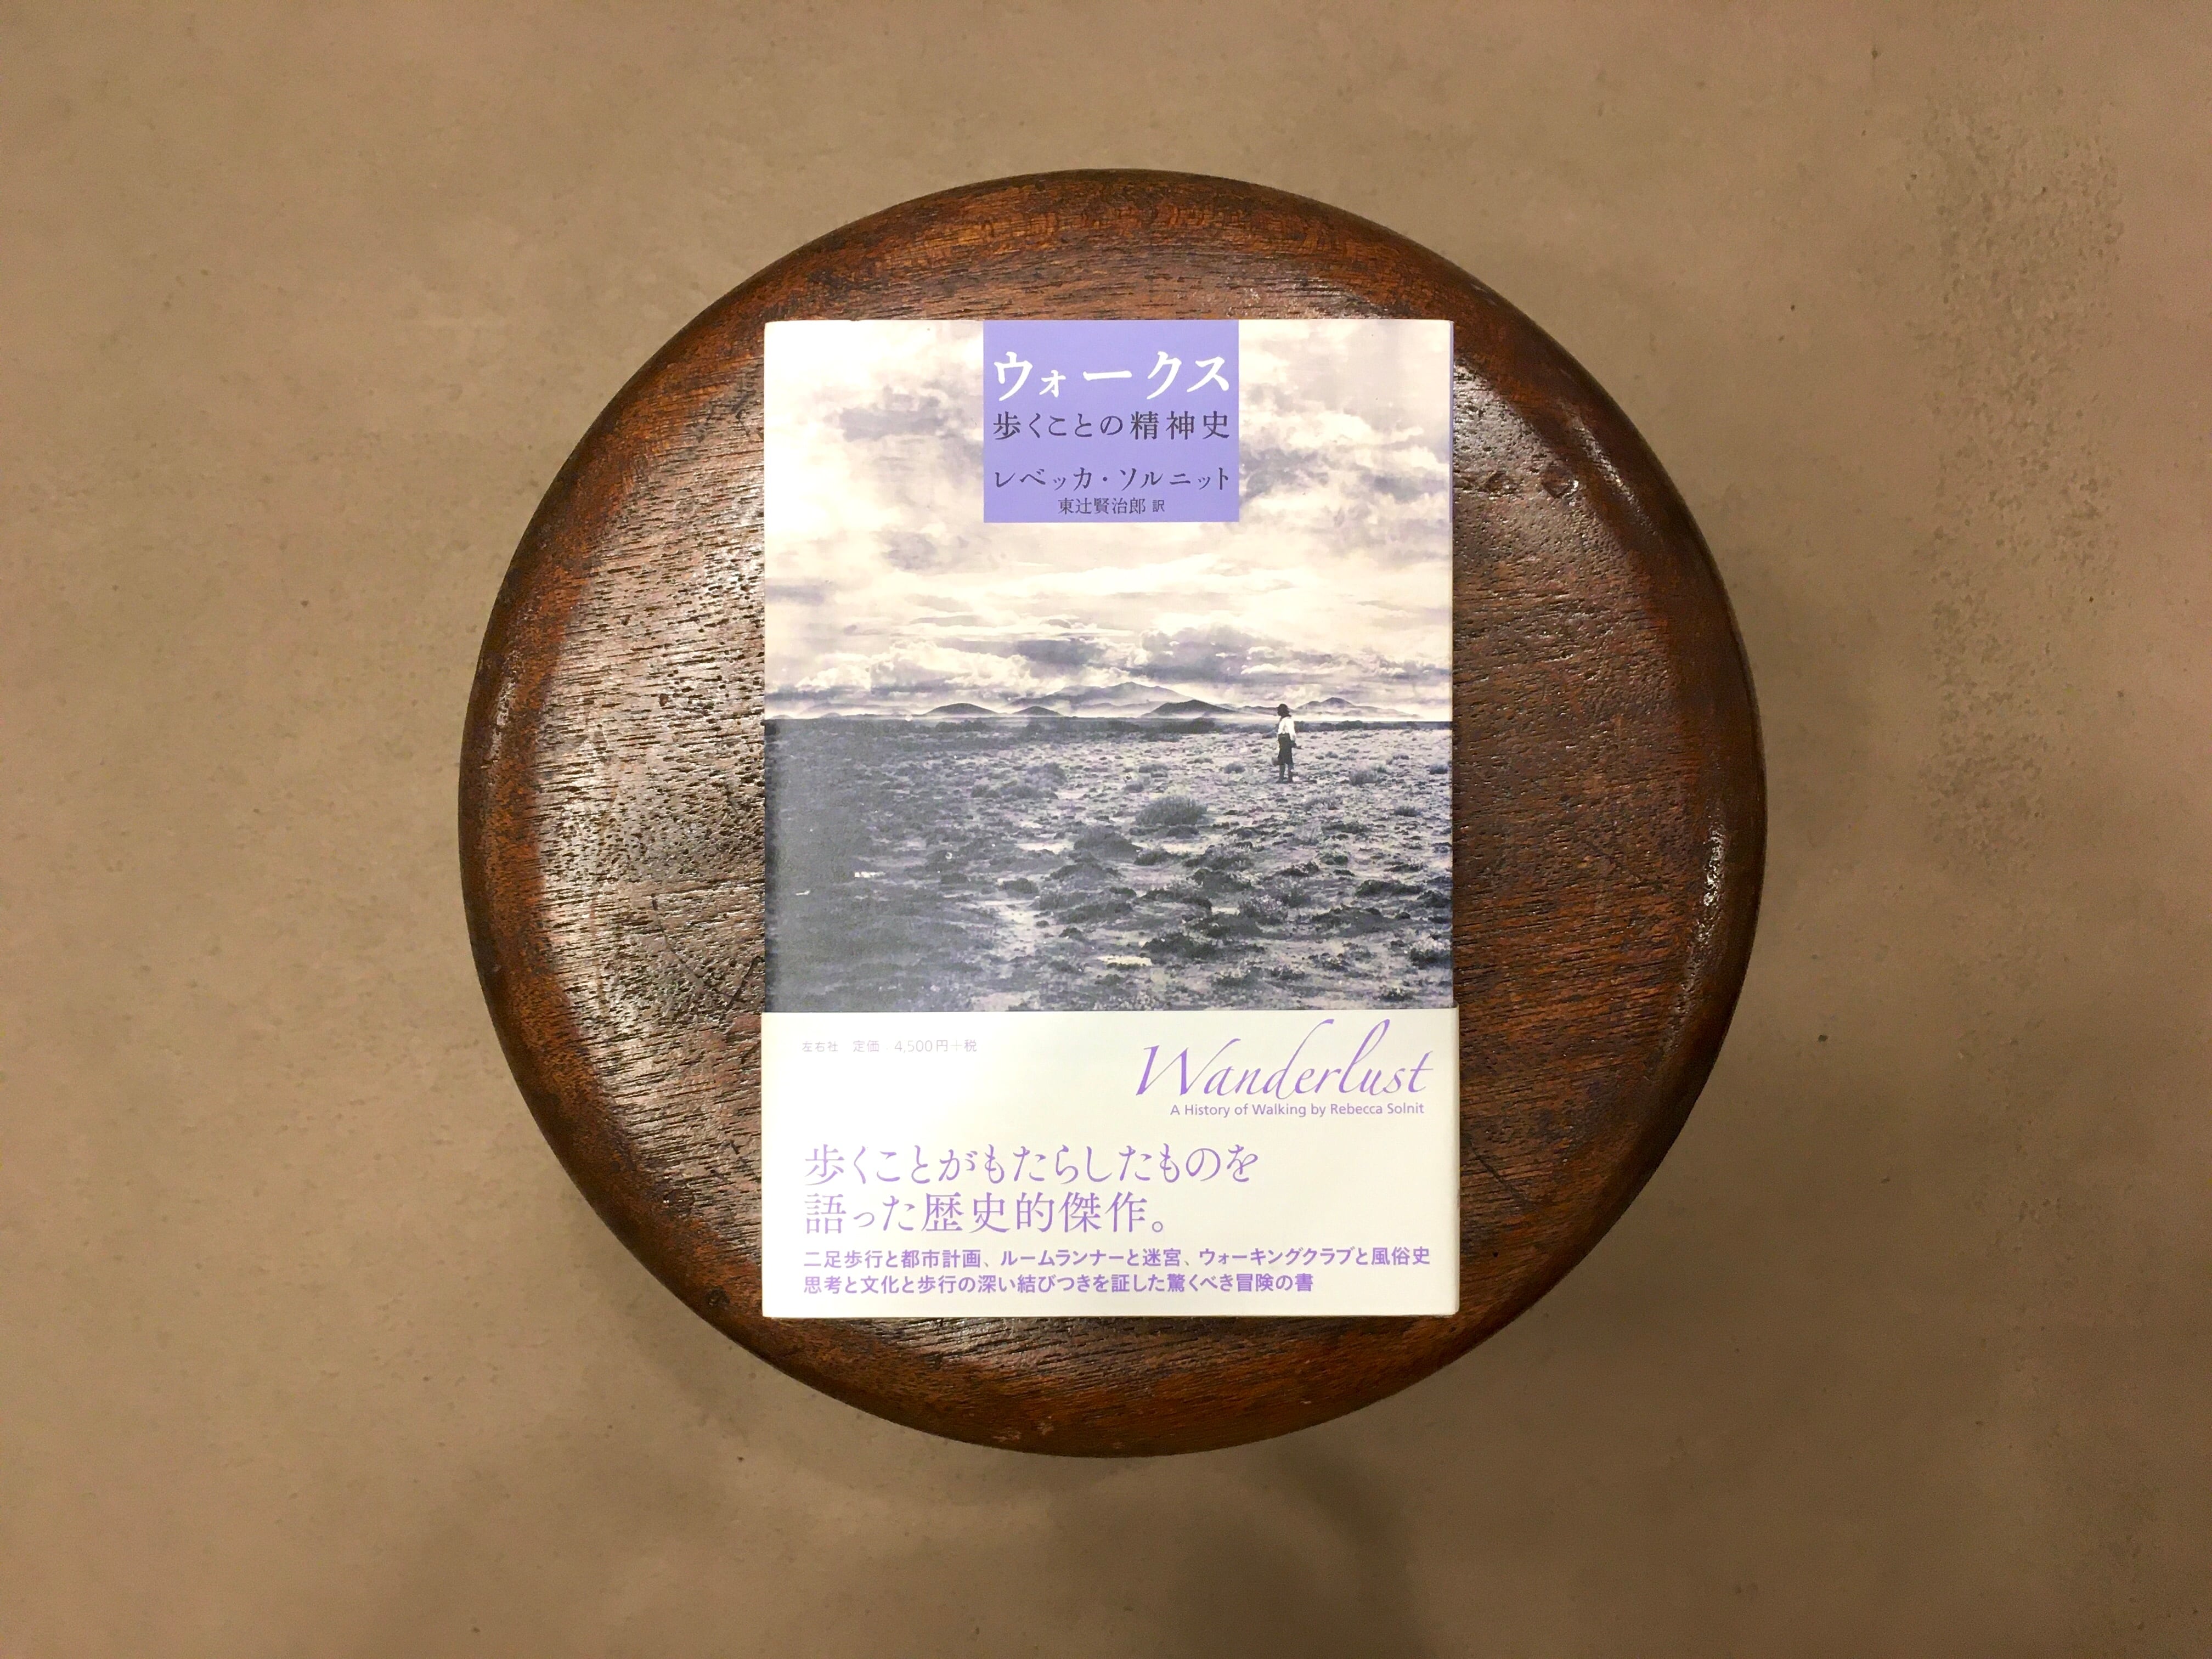 ウォークス
歩くことの精神史
レベッカ・ソルニット
東辻賢治郎 訳
左右社 定価:4,500円+税
Wanderlust
A History of Walking by Rebecca Solnit
歩くことがもたらしたものを
語った歴史的傑作。
二足歩行と都市計画、ルームランナーと迷宮、ウォーキングクラブと風俗史
思考と文化と歩行の深い結びつきを証した驚くべき冒険の書